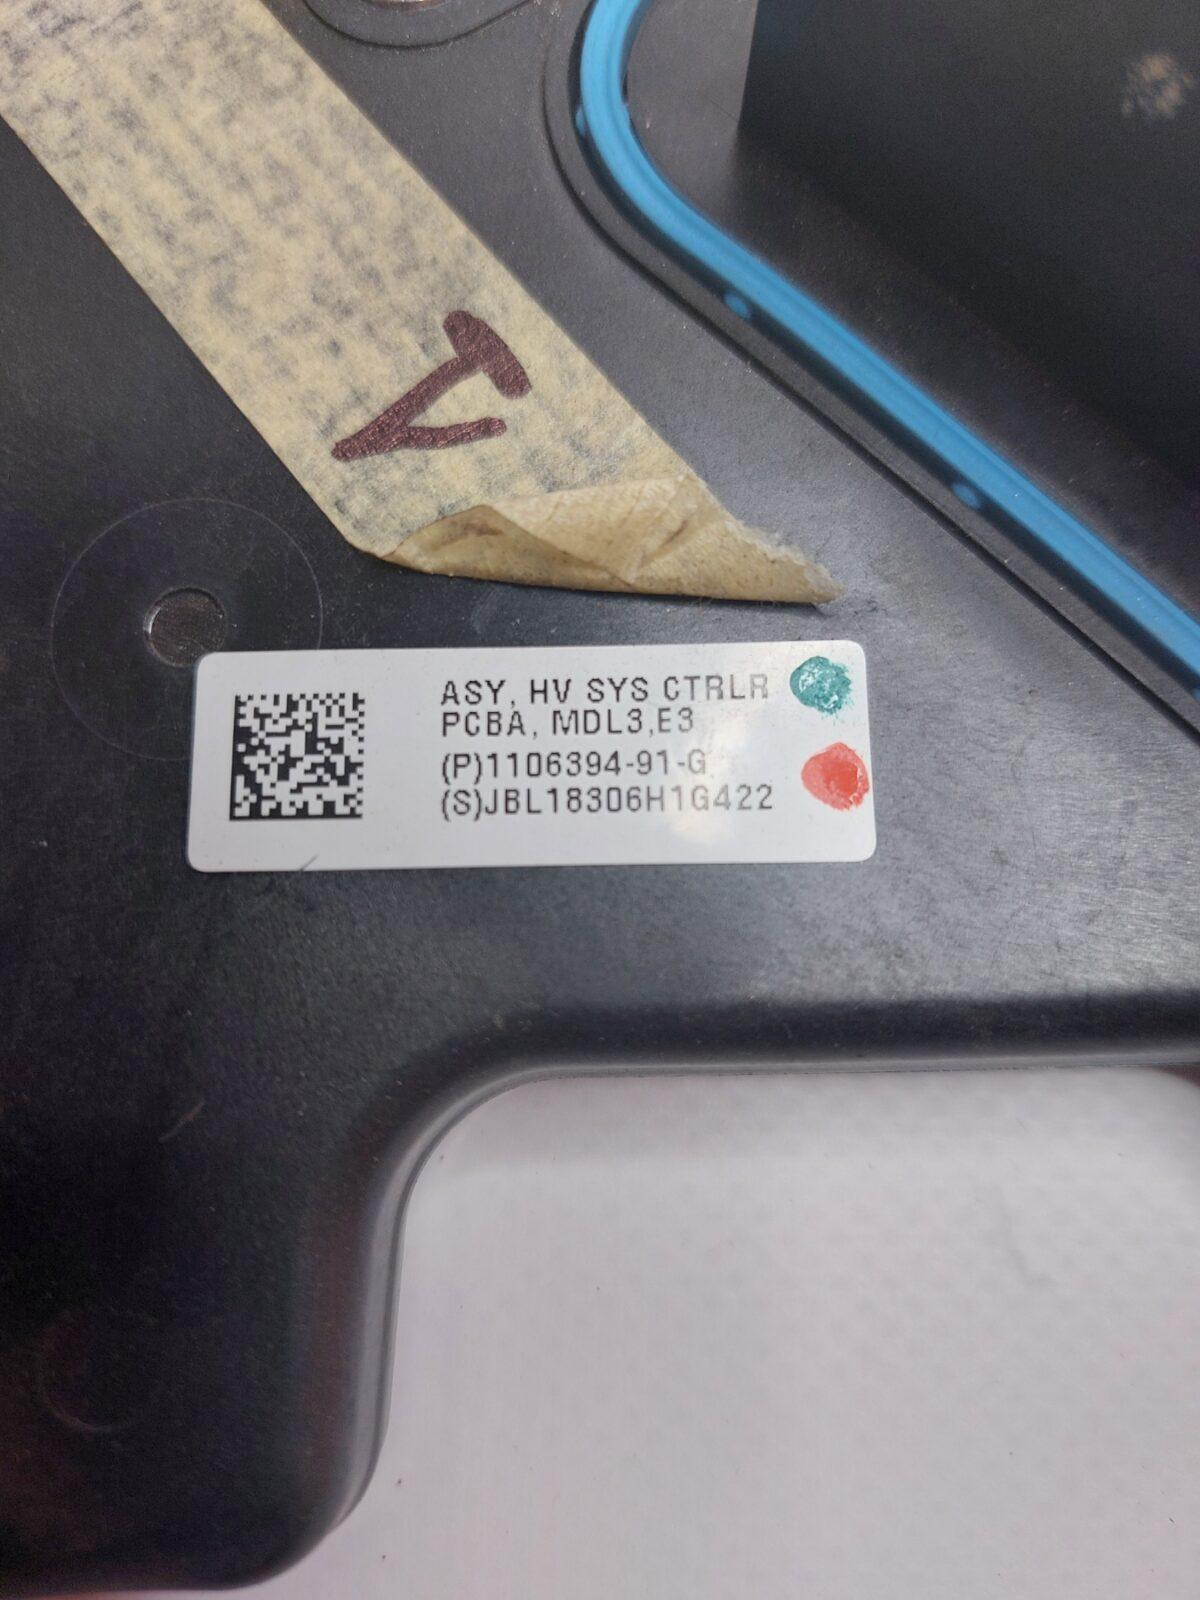 ASY, HV SYS CTRLR
PCBA, MDL3,E3
(P)1106394-91-G
(S)JBL18306H1G422